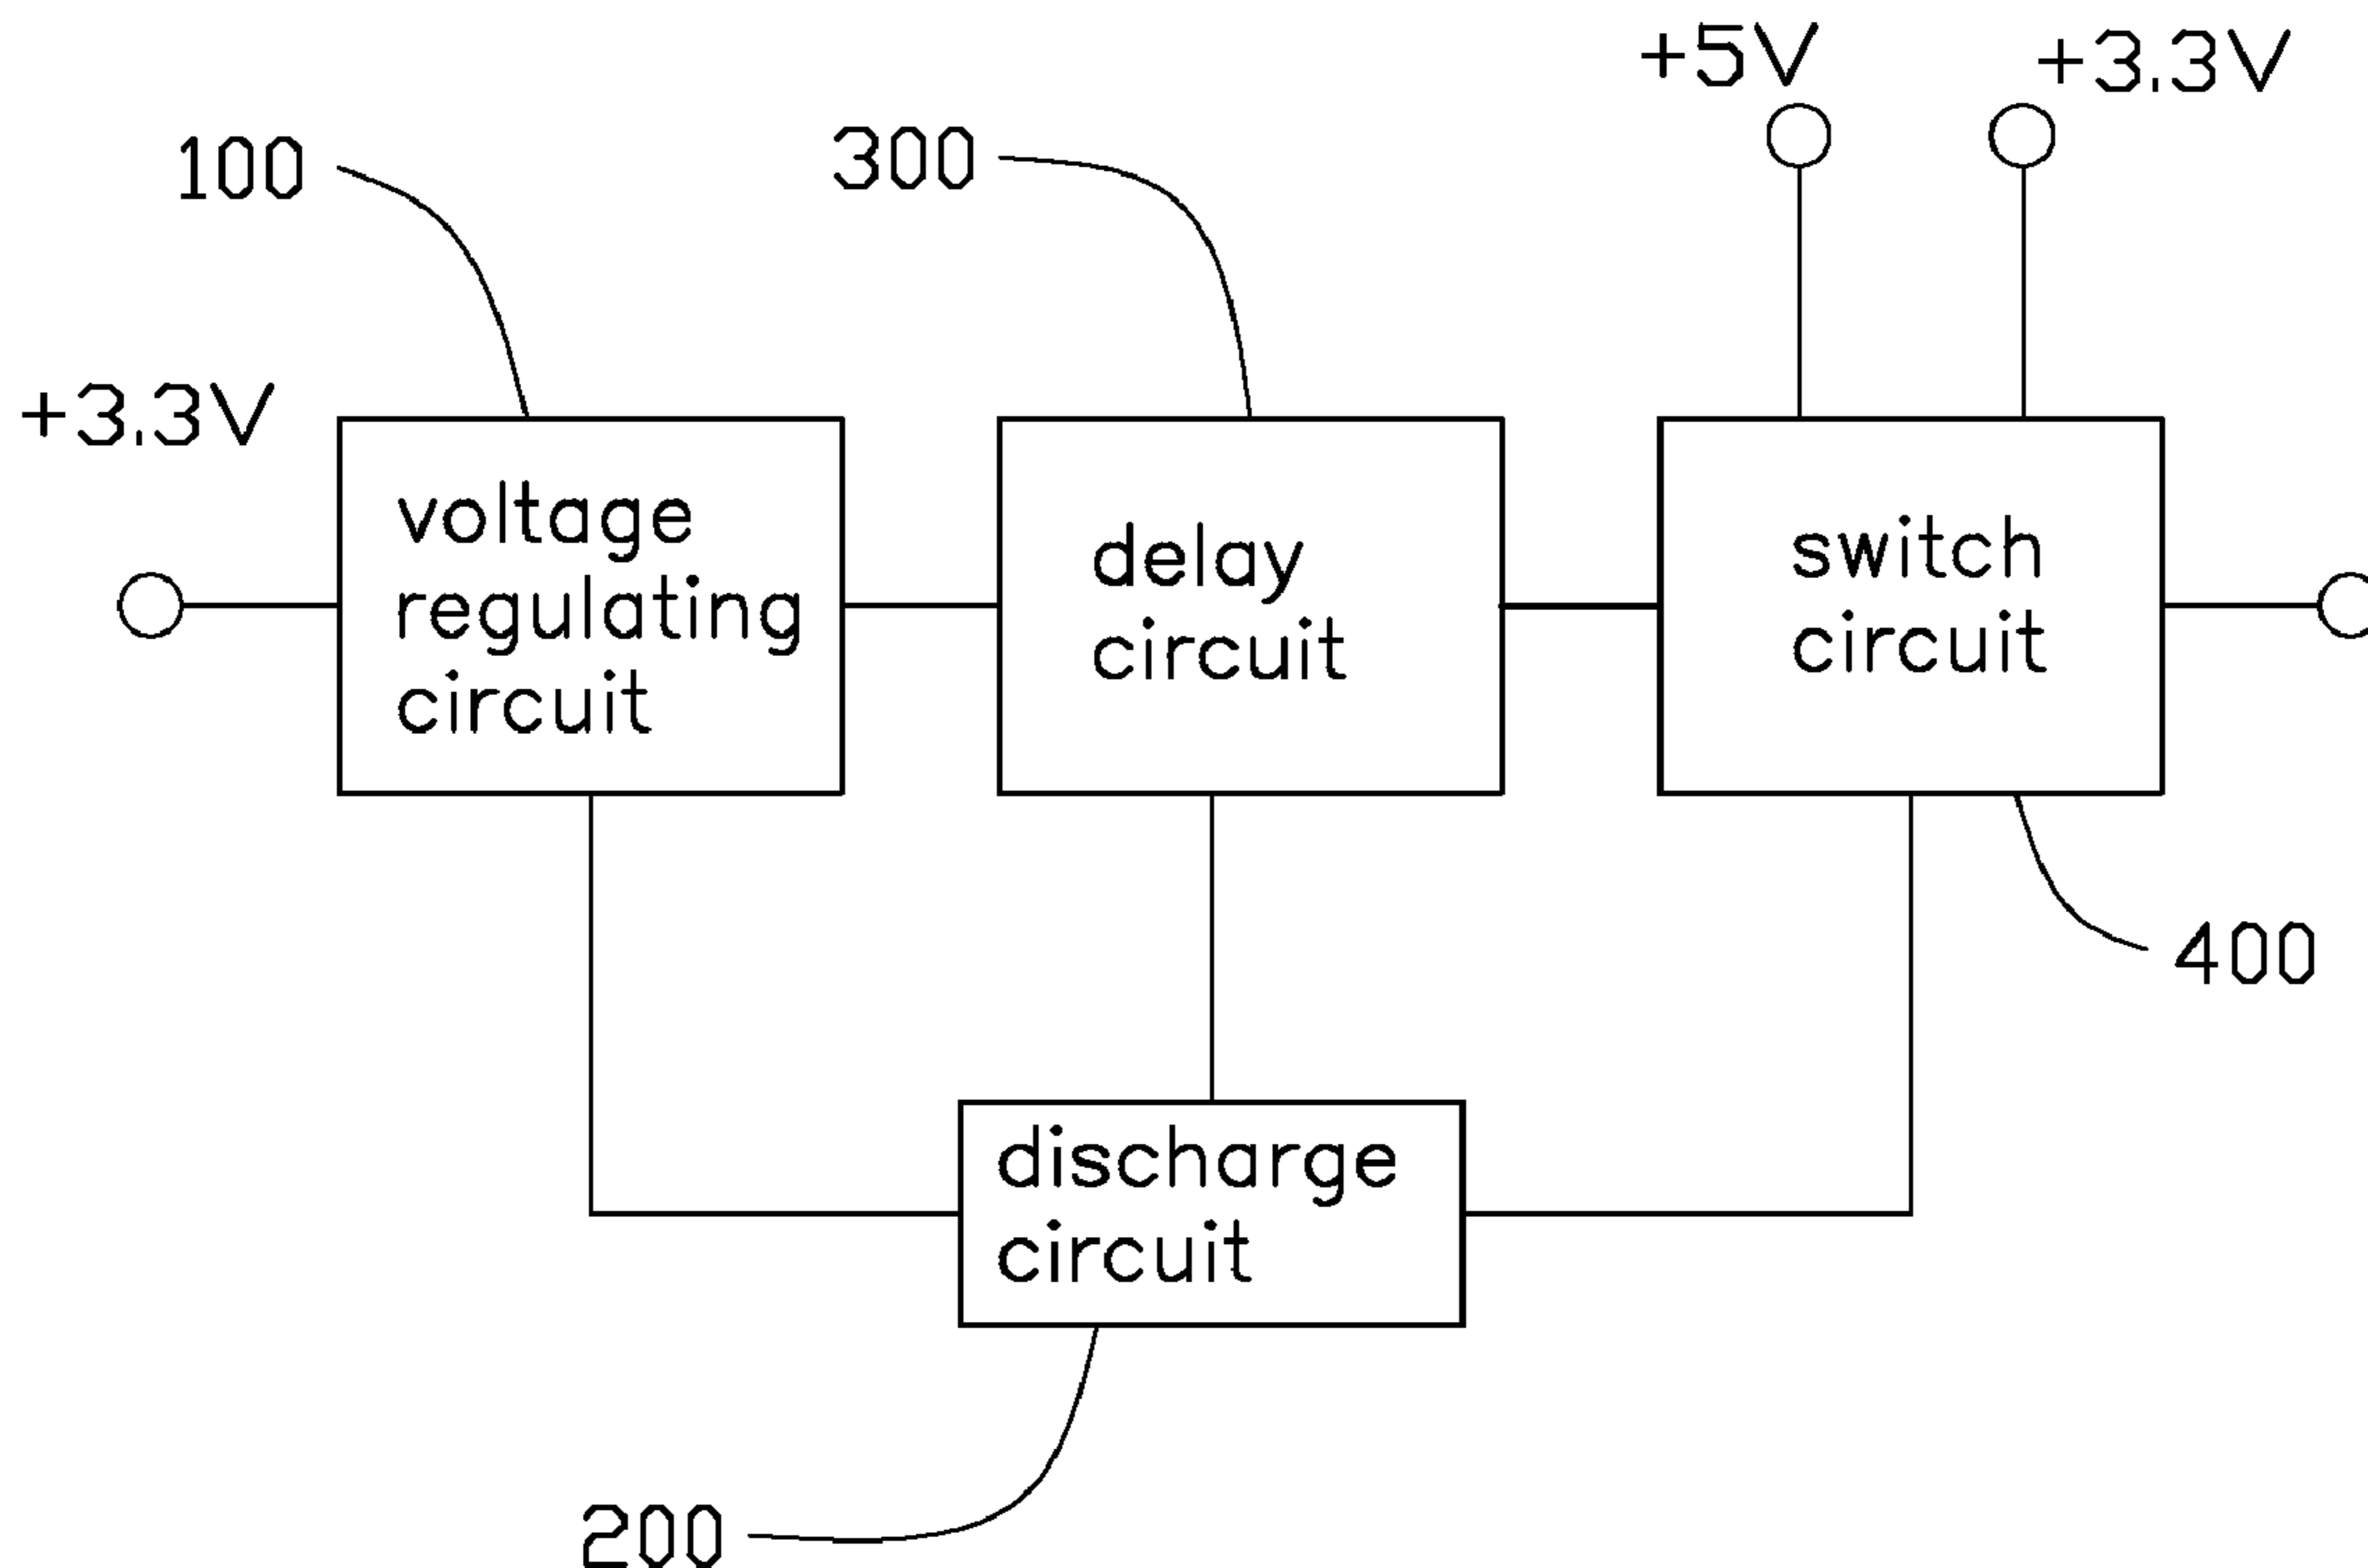 +5V
+3.3V
100
300
+3.3V
voltage
regulating
circuit
delay
circuit
switch
circuit
400
discharge
circuit
200